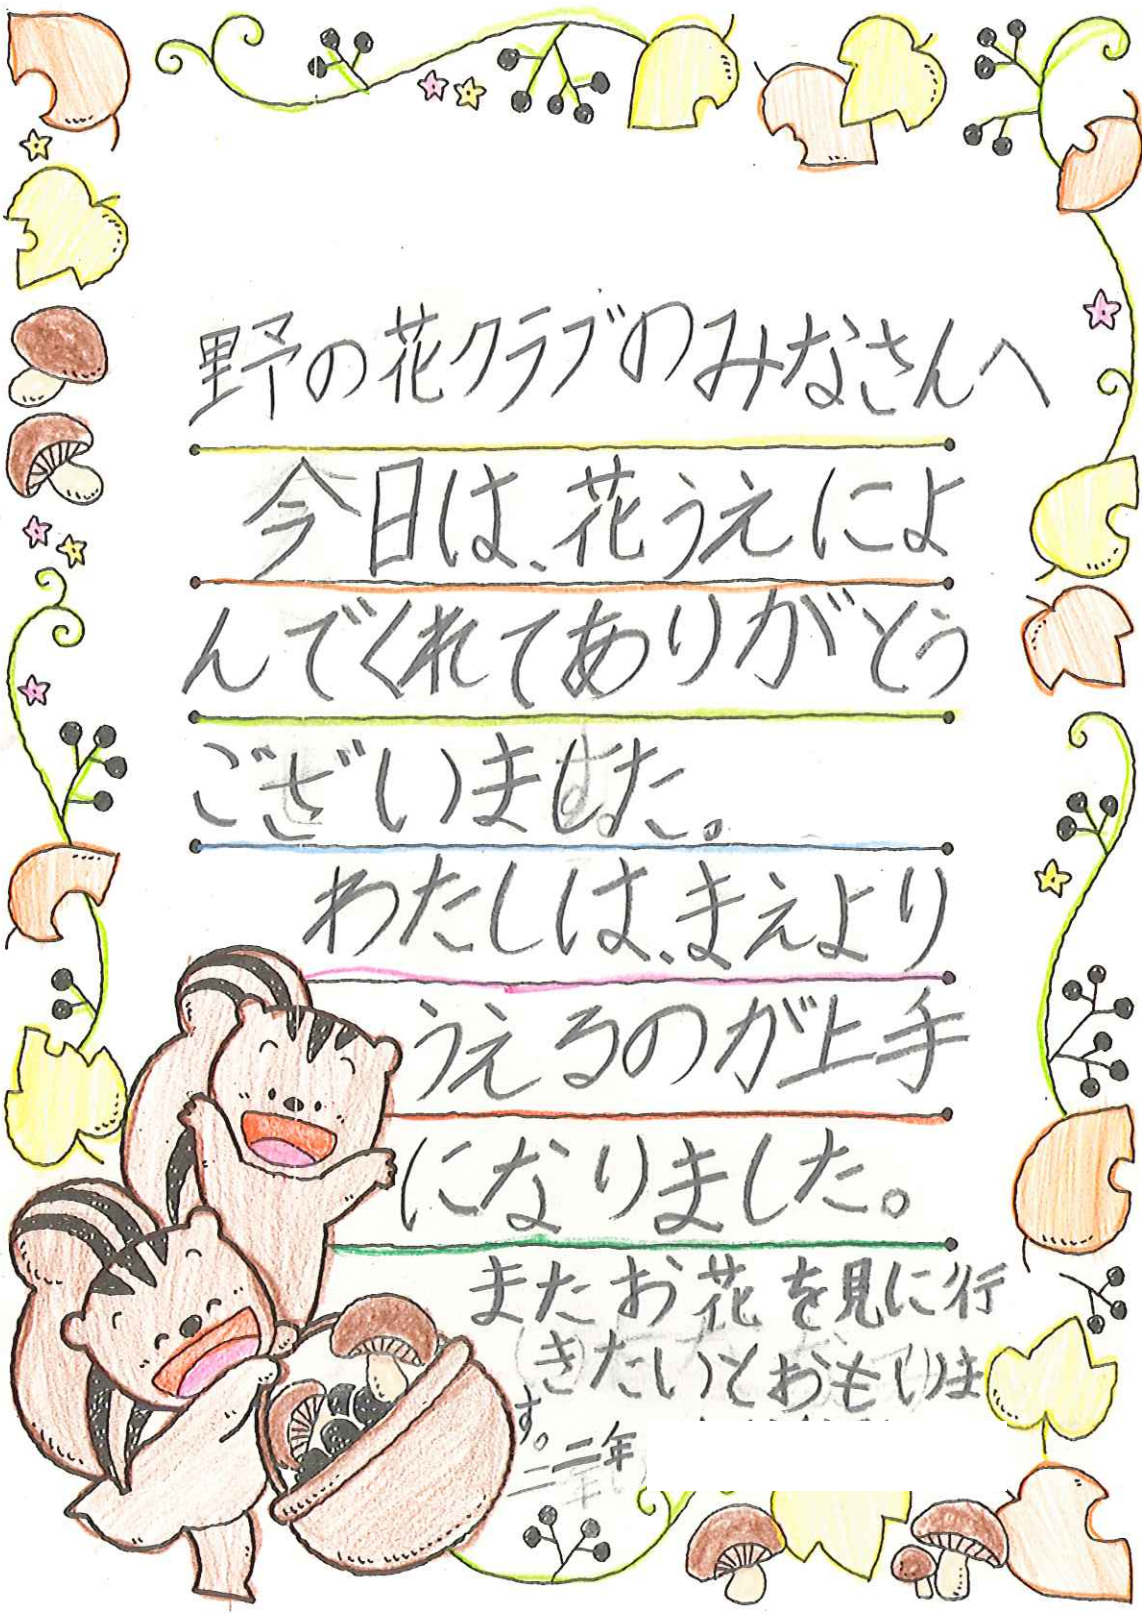 野の花クラブのみなさんへ
今日は、花うえによ
んでくれてありがとう
ございました。
わたしは、まえより
うえるのが上手
になりました。
またお花を見に行
きたいとおもいま
す。
二年